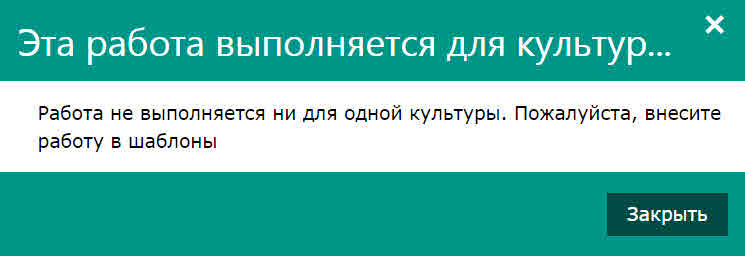 Эта работа выполняется для культур...
Работа не выполняется ни для одной культуры. Пожалуйста, внесите
работу в шаблоны
Закрыть